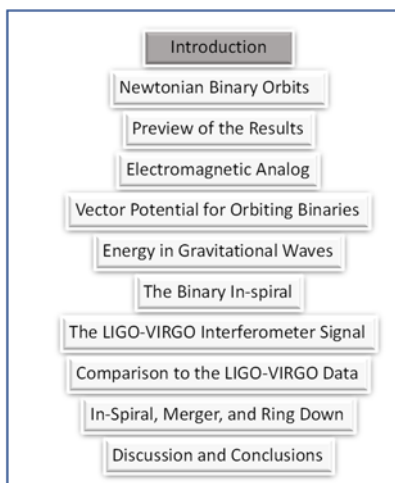 Introduction
Newtonian Binary Orbits
Preview of the Results
Electromagnetic Analog
Vector Potential for Orbiting Binaries
Energy in Gravitational Waves
The Binary In-spiral
The LIGO-VIRGO Interferometer Signal
Comparison to the LIGO-VIRGO Data
In-Spiral, Merger, and Ring Down
Discussion and Conclusions